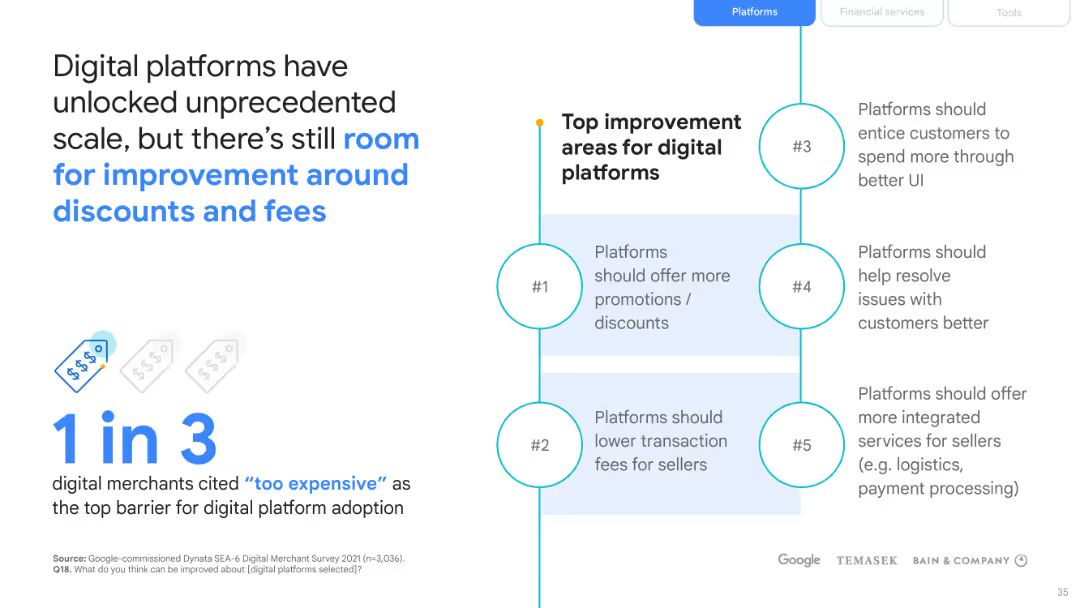 Platforms
Financial services
Tools
Digital platforms have
unlocked unprecedented
scale, but there's still room
for improvement around
discounts and fees
$$$
$$$
$$$
1 in 3
digital merchants cited “too expensive” as
the top barrier for digital platform adoption
Top improvement
areas for digital
platforms
#1
Platforms
should offer more
promotions /
discounts
#2
Platforms should
lower transaction
fees for sellers
#3
Platforms should
entice customers to
spend more through
better UI
#4
Platforms should
help resolve
issues with
customers better
#5
Platforms should offer
more integrated
services for sellers
(e.g. logistics,
payment processing)
Source: Google-commissioned Dynata SEA-6 Digital Merchant Survey 2021 (n=3,036).
Q18. What do you think can be improved about [digital platforms selected]?
Google TEMASEK BAIN & COMPANY
35